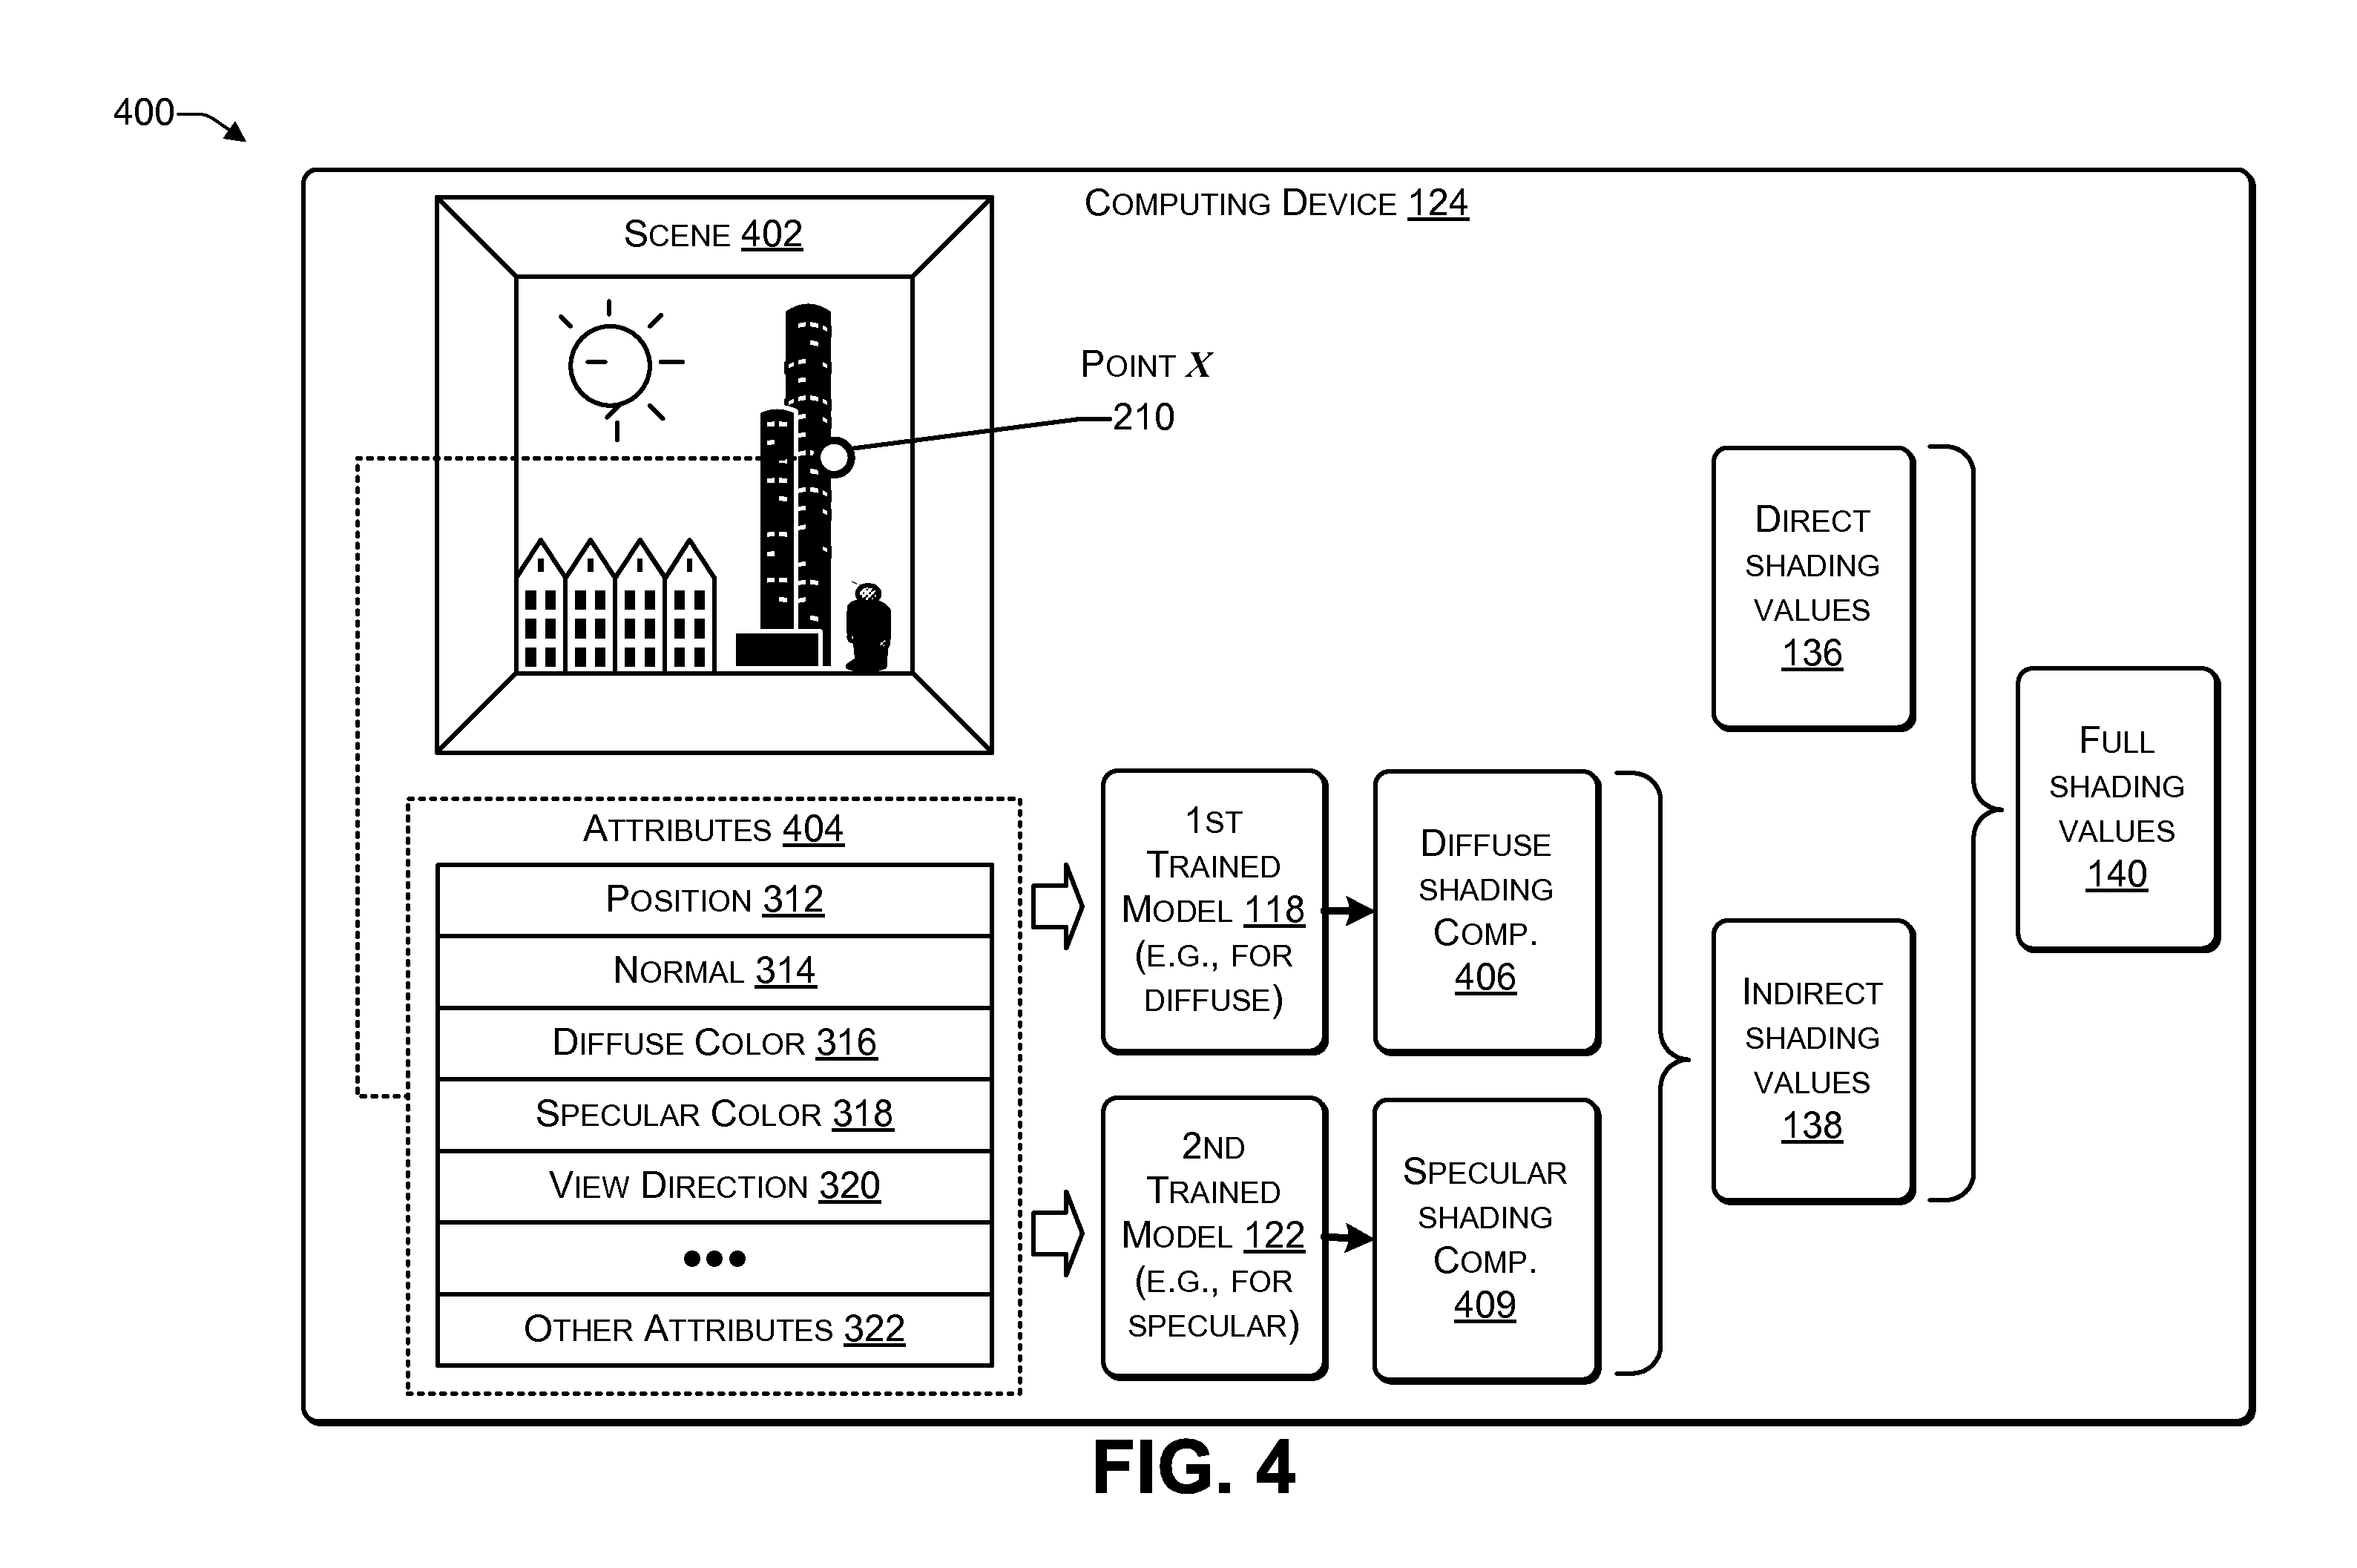 400
COMPUTING DEVICE 124
SCENE 402
POINT X
210
ATTRIBUTES 404
POSITION 312
NORMAL 314
DIFFUSE COLOR 316
SPECULAR COLOR 318
VIEW DIRECTION 320
•••
OTHER ATTRIBUTES 322
1ST
TRAINED
MODEL 118
(E.G., FOR
DIFFUSE)
2ND
TRAINED
MODEL 122
(E.G., FOR
SPECULAR)
DIFFUSE
SHADING
COMP.
406
SPECULAR
SHADING
COMP.
409
DIRECT
SHADING
VALUES
136
INDIRECT
SHADING
VALUES
138
FULL
SHADING
VALUES
140
FIG. 4